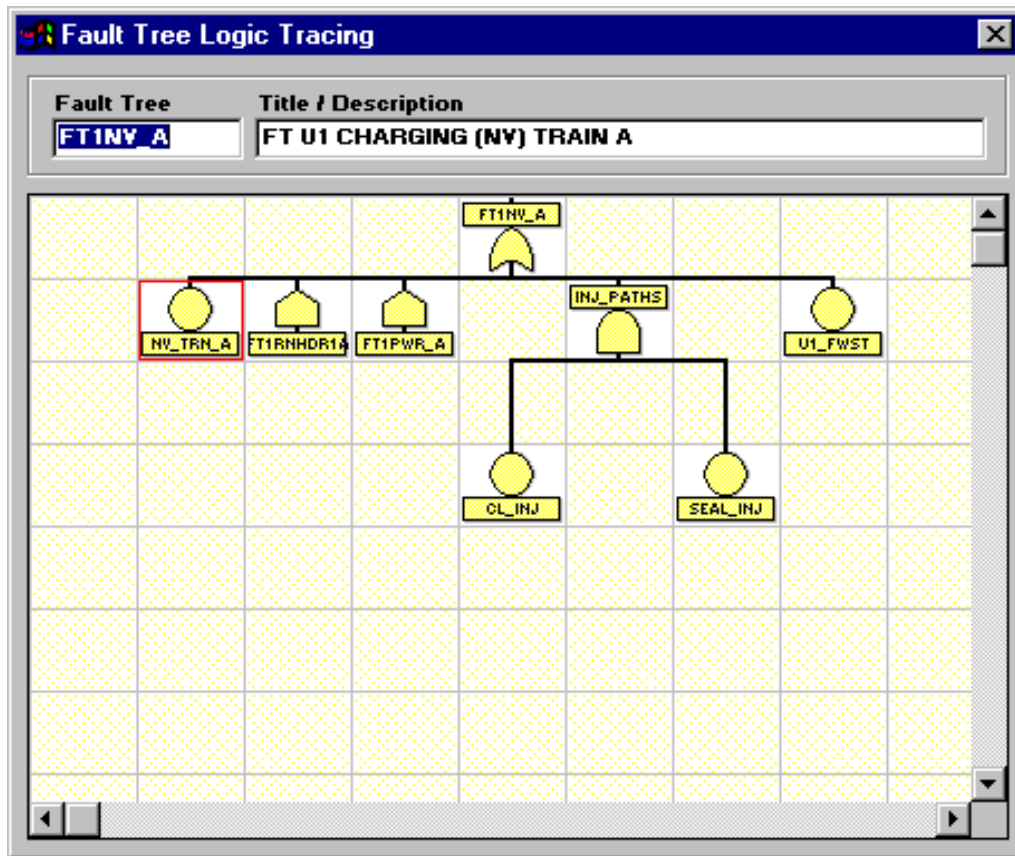 Fault Tree Logic Tracing
Fault Tree Title / Description
FT1NV_A FT U1 CHARGING (NV) TRAIN A
FT1NV_A
INJ_PATHS
NV_TRN_A FT1RNHDR1A FT1PWR_A U1_FWST
CL_INJ SEAL_INJ